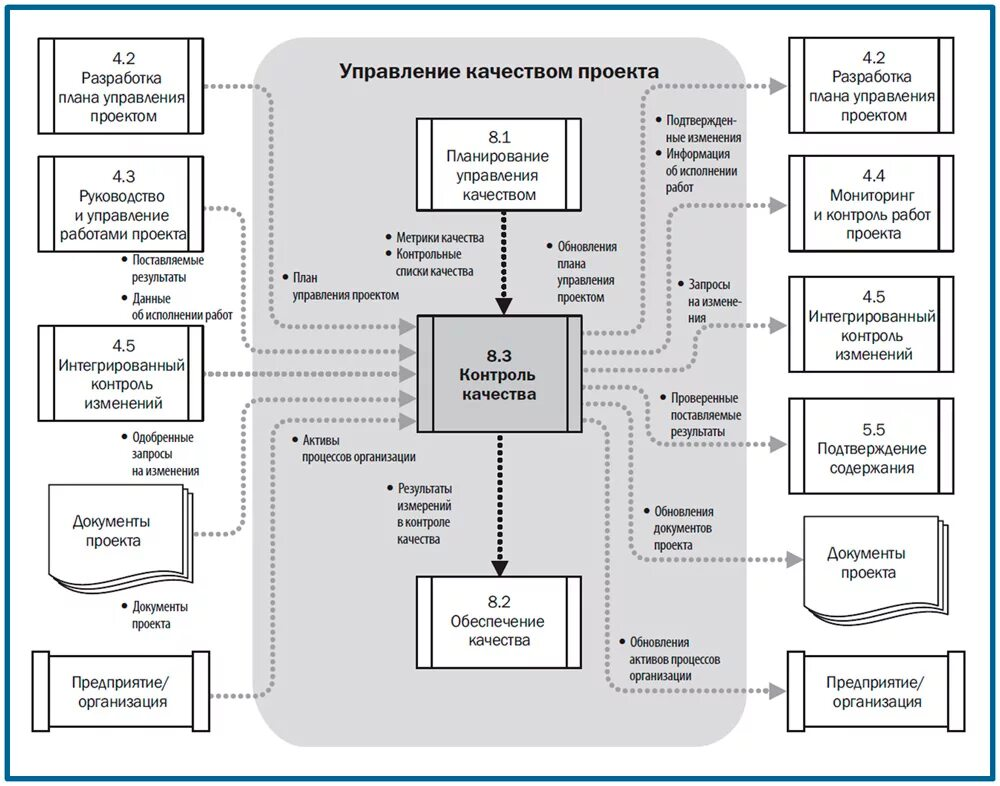 Управление качеством проекта
4.2
Разработка
плана управления
проектом
4.3
Руководство
и управление
работами проекта
• Поставляемые
результаты
• Данные
об исполнении работ
4.5
Интегрированный
контроль
изменений
• Одобренные
запросы
на изменения
Документы
проекта
• Документы
проекта
Предприятие/
организация
• План
управления проектом
• Активы
процессов организации
8.1
Планирование
управления
качеством
• Метрики качества
• Контрольные
списки качества
8.3
Контроль
качества
• Результаты
измерений
в контроле
качества
8.2
Обеспечение
качества
• Обновления
плана
управления
проектом
• Подтвержден-
ные изменения
• Информация
об исполнении
работ
• Запросы
на измене-
ния
• Проверенные
поставляемые
результаты
• Обновления
документов
проекта
• Обновления
активов процессов
организации
4.2
Разработка
плана управления
проектом
4.4
Мониторинг
и контроль работ
проекта
4.5
Интегрированный
контроль
изменений
5.5
Подтверждение
содержания
Документы
проекта
Предприятие/
организация